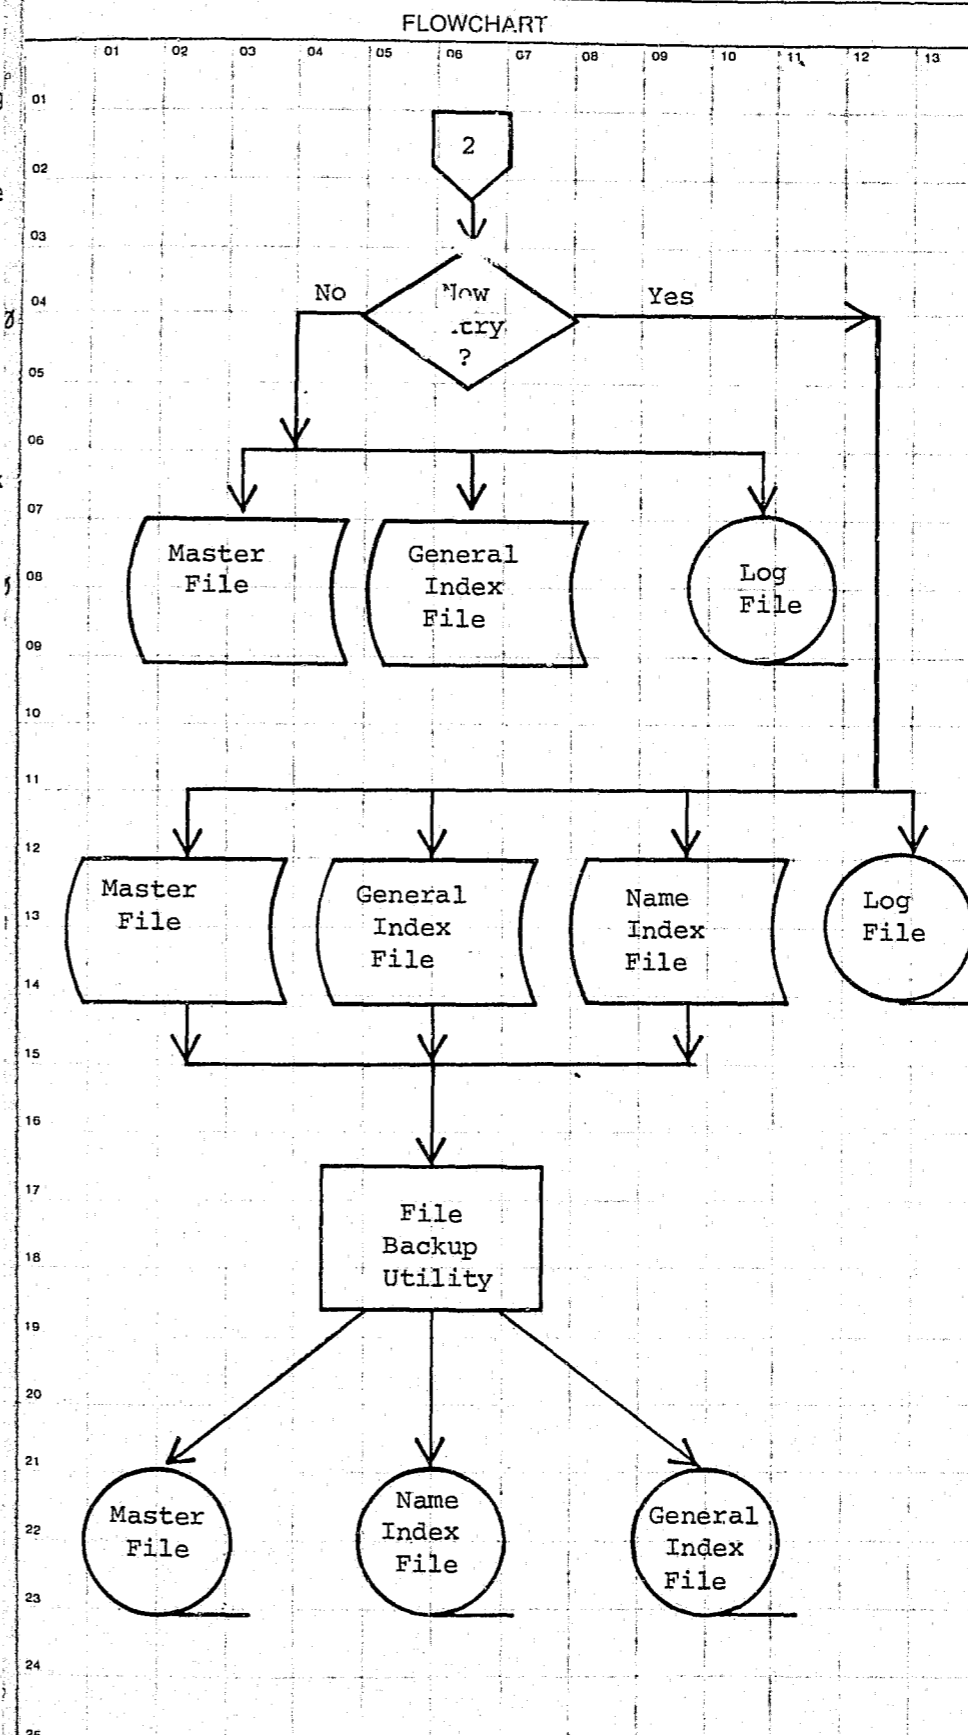 FLOWCHART
01 02 03 04 05 06 07 08 09 10 11 12 13
01
2
02
03
No
Yes
04
?
05
06
07
Master
File
General
Index
File
Log
File
08
09
10
11
12
Master
File
General
Index
File
Name
Index
File
Log
File
13
14
15
16
17
File
Backup
Utility
18
19
20
21
Master
File
Name
Index
File
General
Index
File
22
23
24